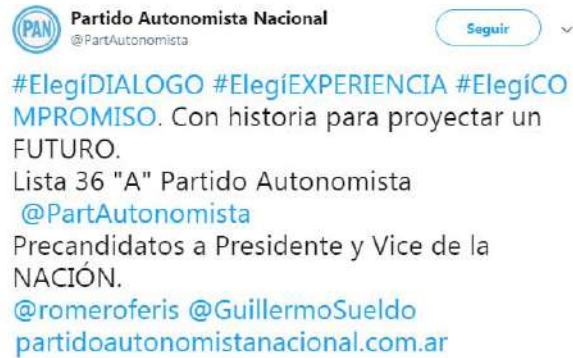 PAN
Partido Autonomista Nacional
@PartAutonomista
Seguir
#ElegíDIALOGO #ElegíEXPERIENCIA #ElegíCO
MPROMISO. Con historia para proyectar un
FUTURO.
Lista 36 "A" Partido Autonomista
@PartAutonomista
Precandidatos a Presidente y Vice de la
NACIÓN.
@romeroferis @GuillermoSueldo
partidoautonomistanacional.com.ar